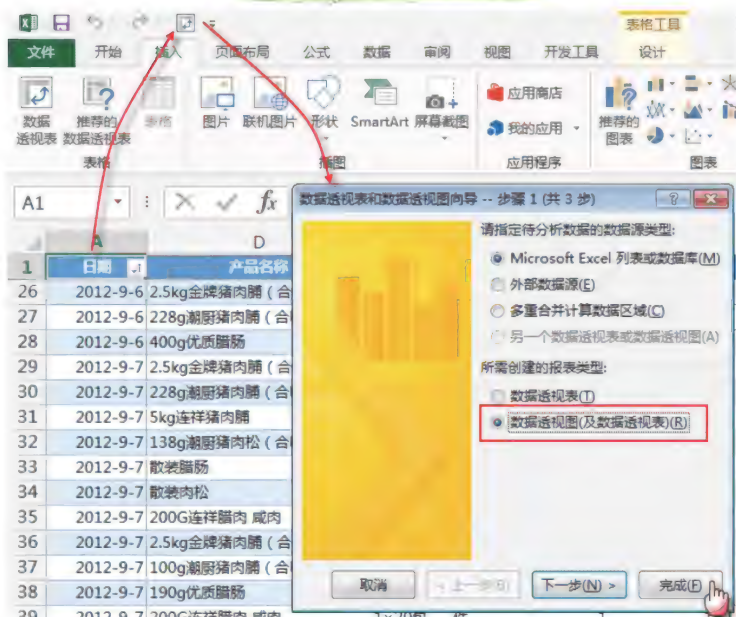 表格工具
文件 开始 插入 页面布局 公式 数据 审阅 视图 开发工具 设计
数据透视表 推荐的数据透视表 表格 图片 联机图片 形状 SmartArt 屏幕截图 应用商店 我的应用 推荐的图表
表格 插图 应用程序 图表
A1 fx
数据透视表和数据透视图向导 -- 步骤 1 (共 3 步)
请指定待分析数据的数据源类型:
Microsoft Excel 列表或数据库(M)
外部数据源(E)
多重合并计算数据区域(C)
另一个数据透视表或数据透视图(A)
所需创建的报表类型:
数据透视表(T)
数据透视图(及数据透视表)(R)
取消 < 上一步(B) 下一步(N) > 完成(F)
A D
1 日期 产品名称
26 2012-9-6 2.5kg金牌猪肉脯(合
27 2012-9-6 228g潮厨猪肉脯(合
28 2012-9-6 400g优质腊肠
29 2012-9-7 2.5kg金牌猪肉脯(合
30 2012-9-7 228g潮厨猪肉脯(合
31 2012-9-7 5kg连祥猪肉脯
32 2012-9-7 138g潮厨猪肉松(合
33 2012-9-7 散装腊肠
34 2012-9-7 散装肉松
35 2012-9-7 200G连祥腊肉 咸肉
36 2012-9-7 2.5kg金牌猪肉脯(合
37 2012-9-7 100g潮厨猪肉脯(合
38 2012-9-7 190g优质腊肠
39 2012-9-7 200G连祥腊肉 咸肉